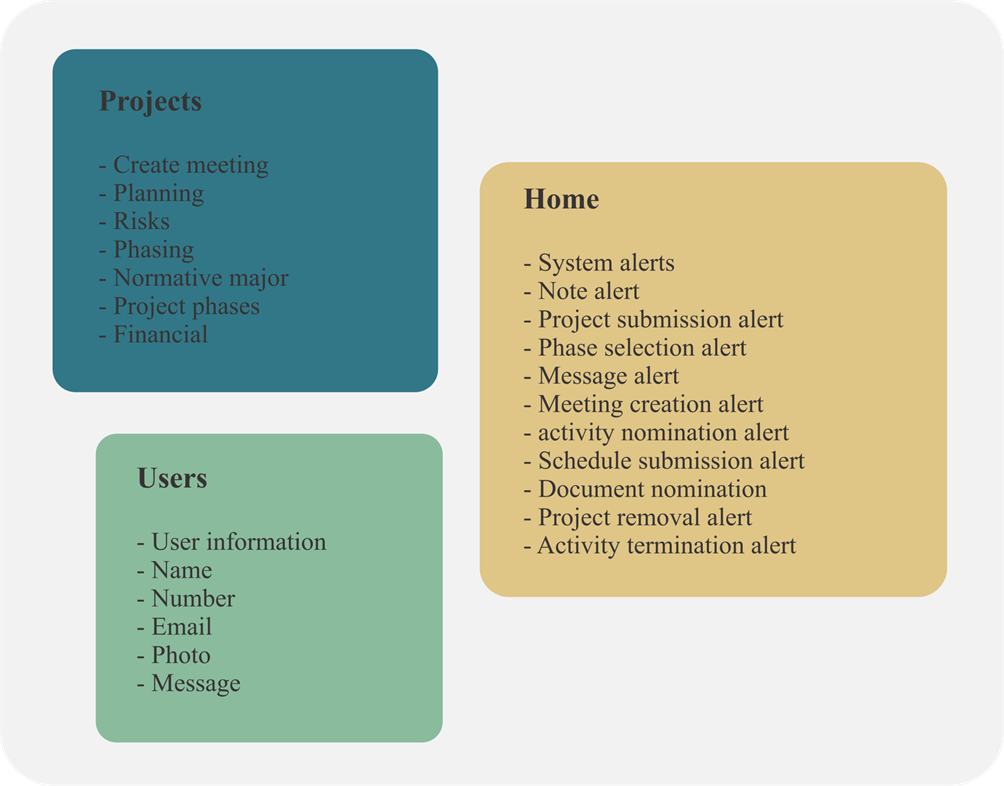 Projects
- Create meeting
- Planning
- Risks
- Phasing
- Normative major
- Project phases
- Financial
Home
- System alerts
- Note alert
- Project submission alert
- Phase selection alert
- Message alert
- Meeting creation alert
- activity nomination alert
- Schedule submission alert
- Document nomination
- Project removal alert
- Activity termination alert
Users
- User information
- Name
- Number
- Email
- Photo
- Message